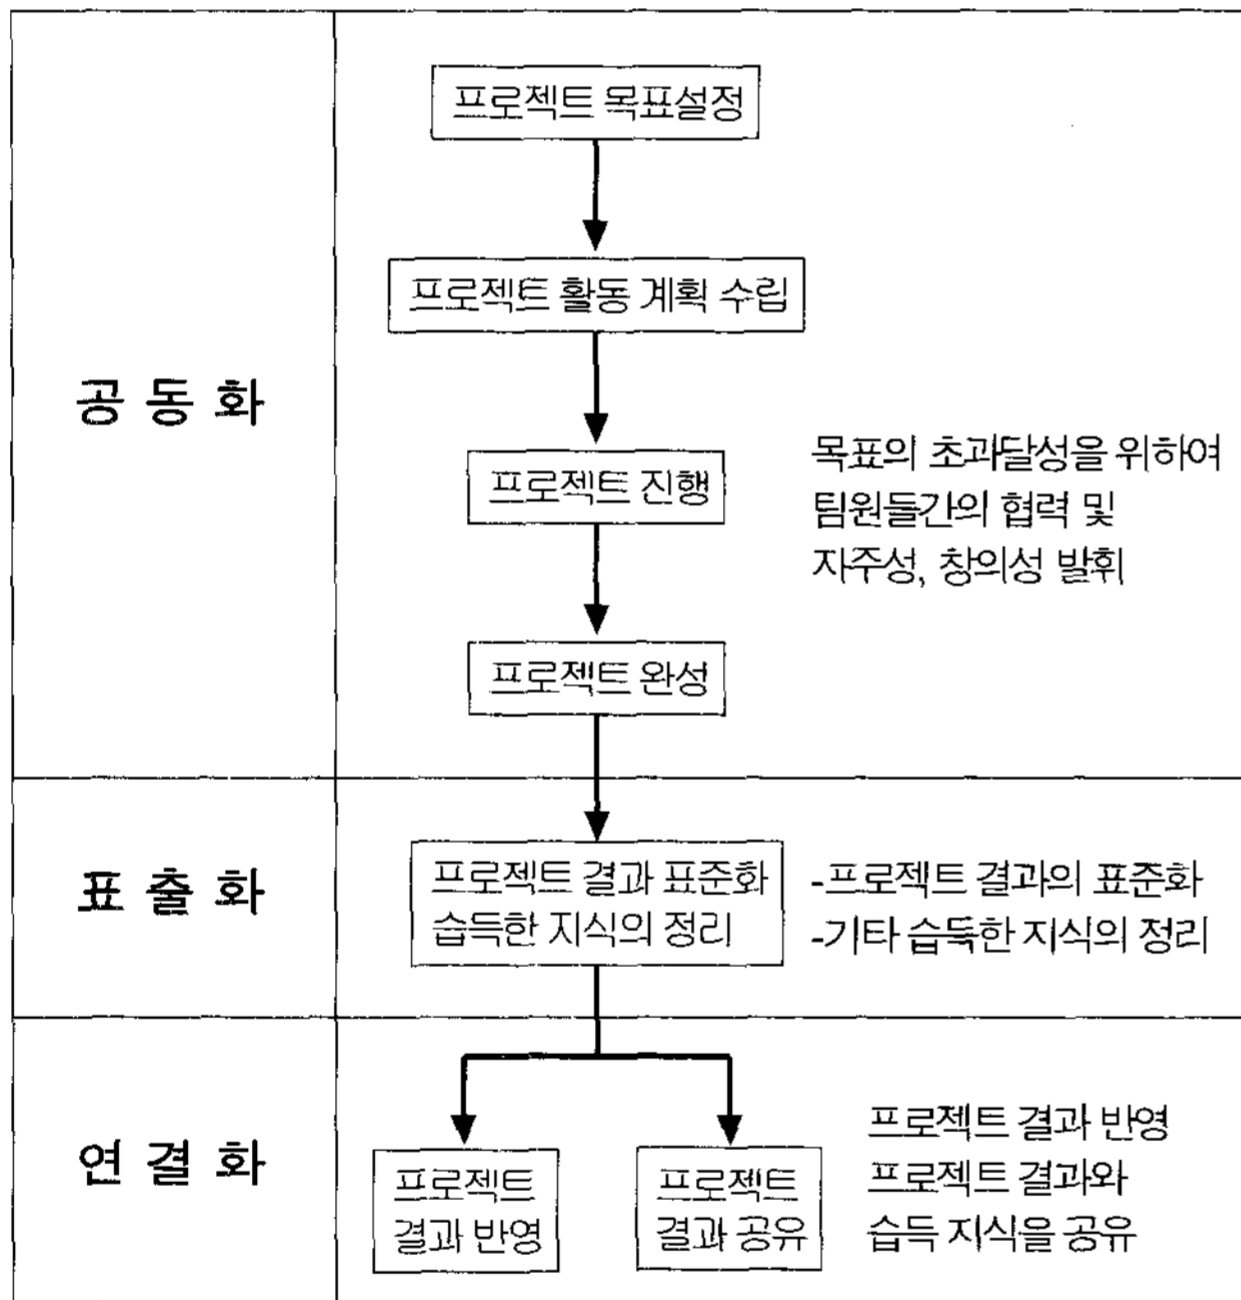 프로젝트 목표설정
프로젝트 활동 계획 수립
공동화
프로젝트 진행
목표의 초과달성을 위하여
팀원들간의 협력 및
자주성, 창의성 발휘
프로젝트 완성
표출화
프로젝트 결과 표준화
습득한 지식의 정리
-프로젝트 결과의 표준화
-기타 습득한 지식의 정리
연결화
프로젝트
결과 반영
프로젝트
결과 공유
프로젝트 결과 반영
프로젝트 결과와
습득 지식을 공유